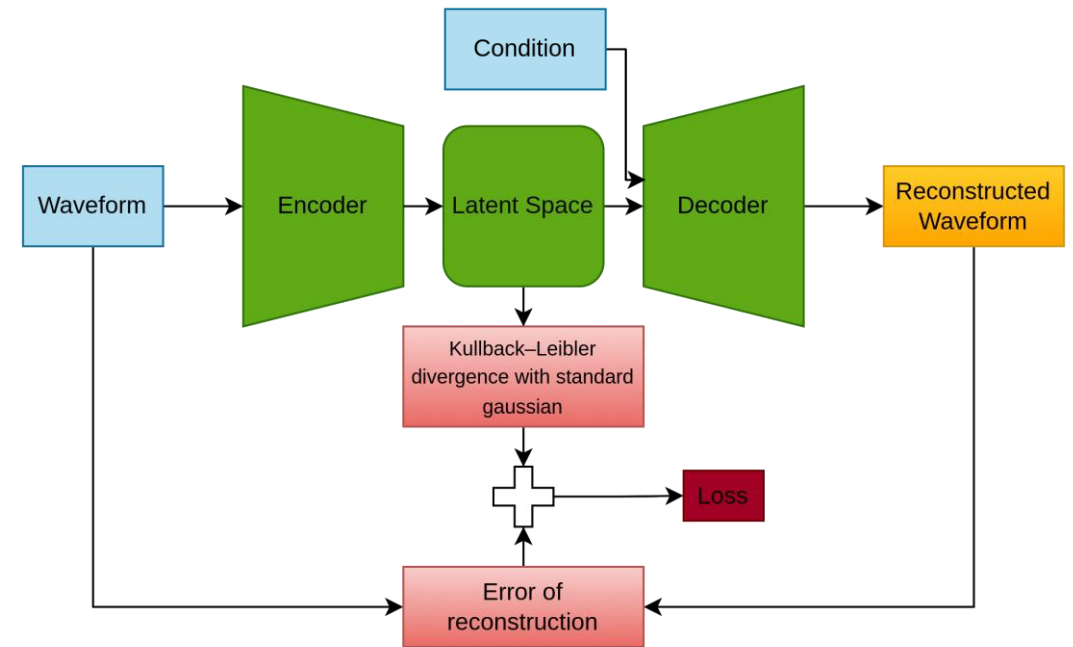 Condition
Waveform
Encoder
Latent Space
Decoder
Reconstructed
Waveform
Kullback–Leibler
divergence with standard
gaussian
Loss
Error of
reconstruction